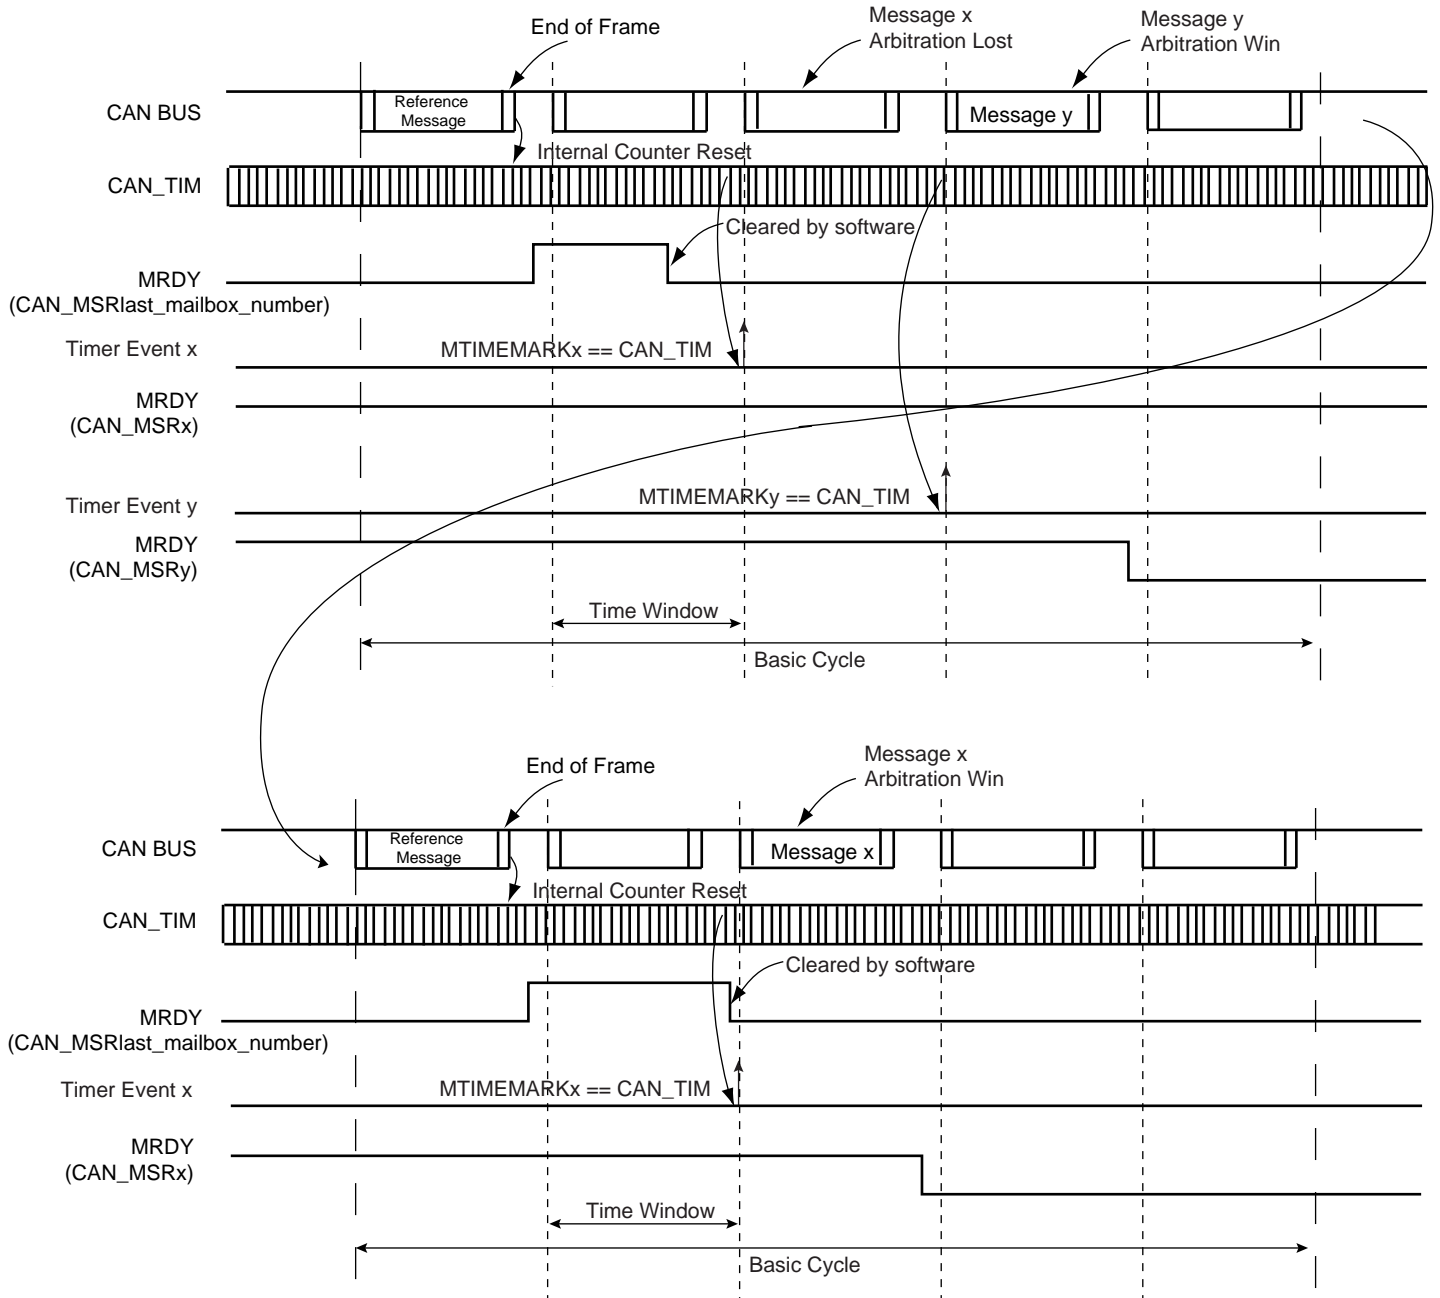 End of Frame
Message x
Arbitration Lost
Message y
Arbitration Win
CAN BUS
Reference
Message
Message y
Internal Counter Reset
CAN_TIM
Cleared by software
MRDY
(CAN_MSRlast_mailbox_number)
Timer Event x
MTIMEMARKx == CAN_TIM
MRDY
(CAN_MSRx)
Timer Event y
MTIMEMARKy == CAN_TIM
MRDY
(CAN_MSRy)
Time Window
Basic Cycle
End of Frame
Message x
Arbitration Win
CAN BUS
Reference
Message
Message x
Internal Counter Reset
CAN_TIM
Cleared by software
MRDY
(CAN_MSRlast_mailbox_number)
Timer Event x
MTIMEMARKx == CAN_TIM
MRDY
(CAN_MSRx)
Time Window
Basic Cycle